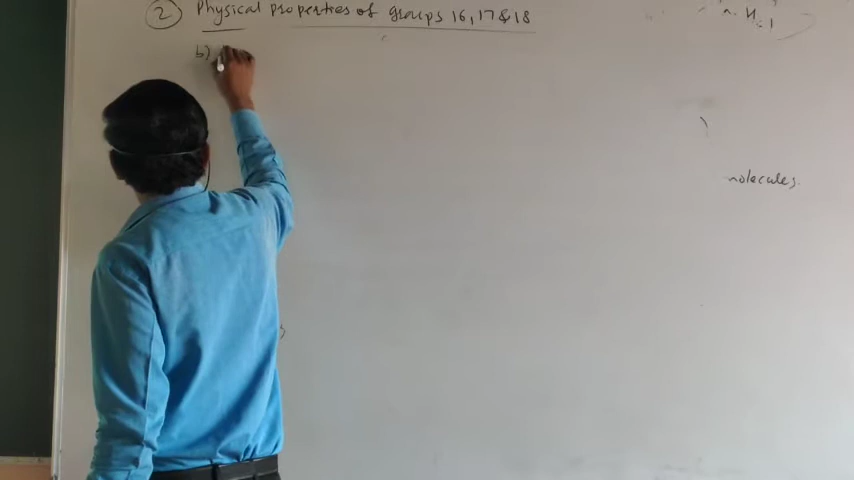 ② Physical properties of groups 16, 17 & 18
b)
molecules.